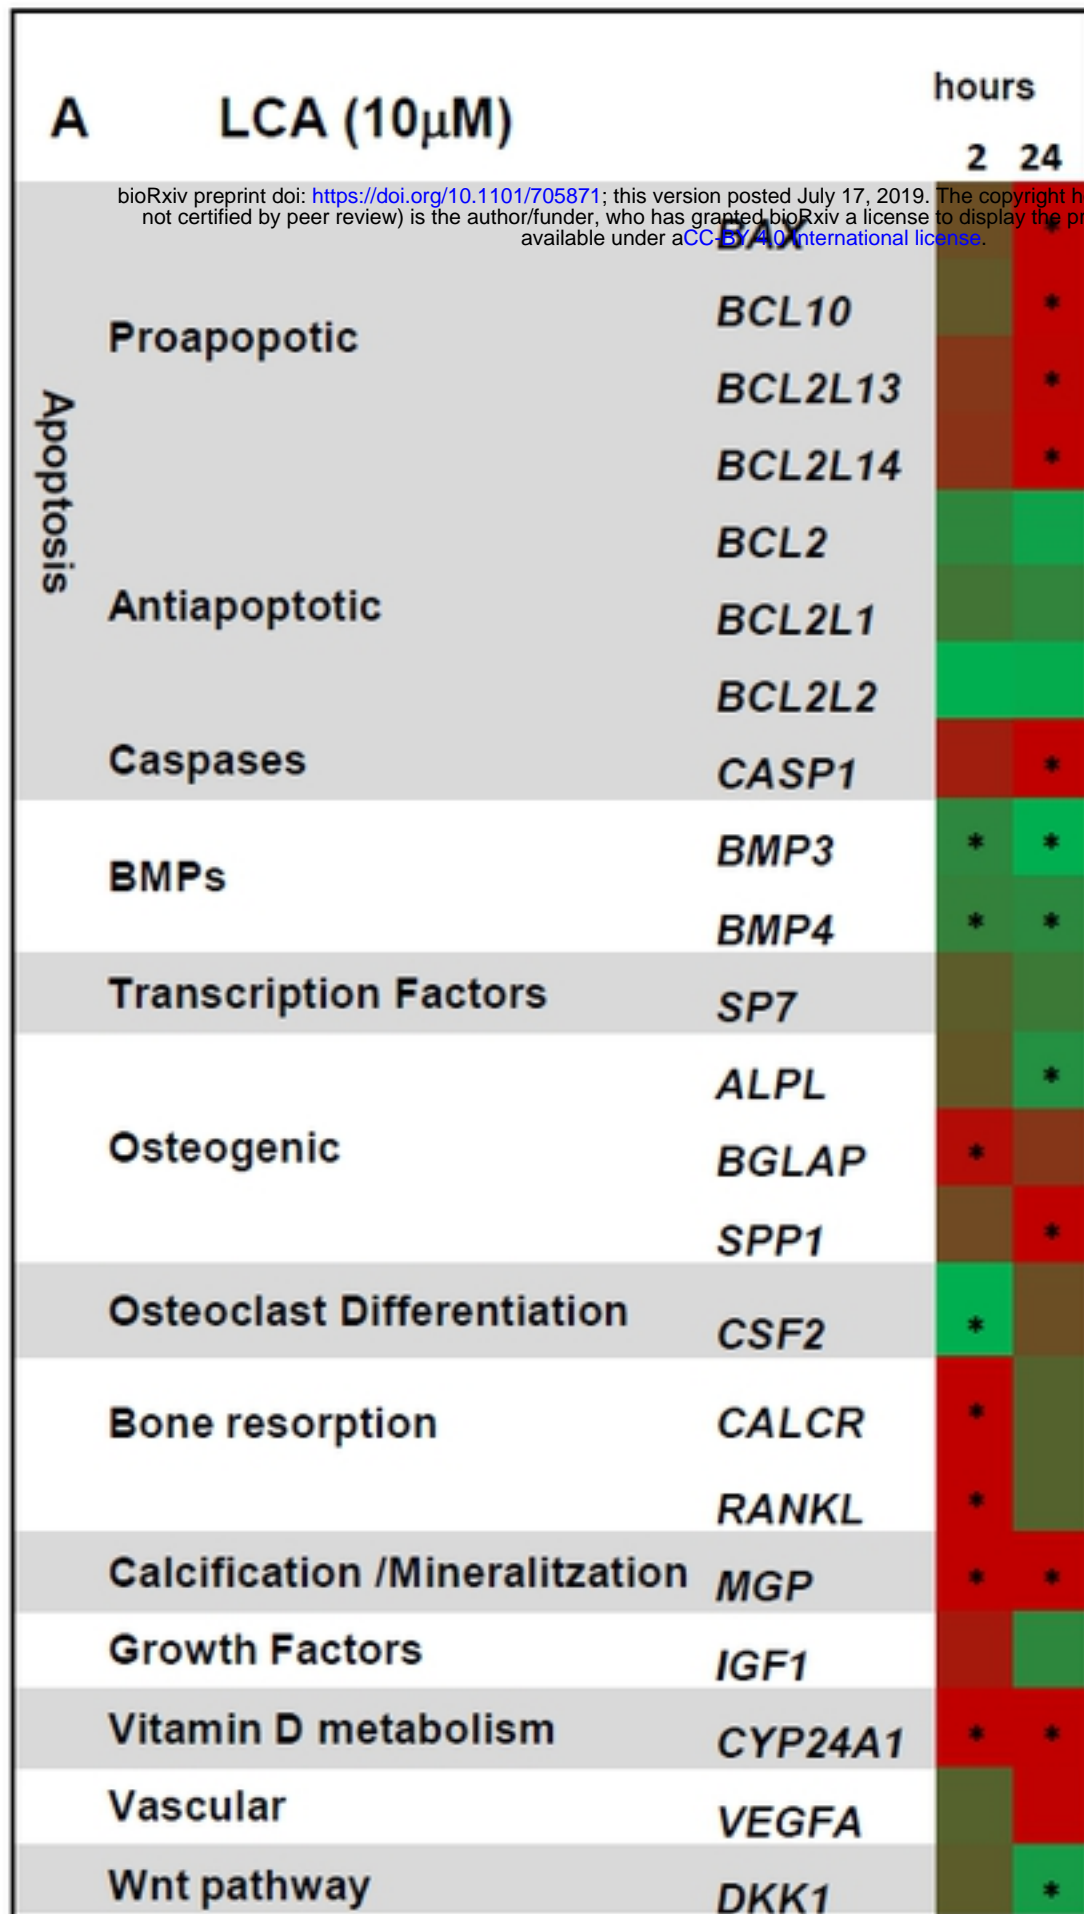 hours
A LCA (10μM)
2 24
bioRxiv preprint doi: https://doi.org/10.1101/705871; this version posted July 17, 2019. The copyright h
not certified by peer review) is the author/funder, who has granted bioRxiv a license to display the pr
available under aCC-BY 4.0 International license.
BAX *
BCL10 *
Proapopotic
BCL2L13 *
Apoptosis
BCL2L14 *
BCL2
Antiapoptotic
BCL2L1
BCL2L2
Caspases
CASP1 *
BMP3 * *
BMPs
BMP4 * *
Transcription Factors
SP7
ALPL *
Osteogenic
BGLAP *
SPP1 *
Osteoclast Differentiation
CSF2 *
Bone resorption
CALCR *
RANKL *
Calcification /Mineralitzation MGP * *
Growth Factors
IGF1
Vitamin D metabolism
CYP24A1 * *
Vascular
VEGFA
Wnt pathway
DKK1 *